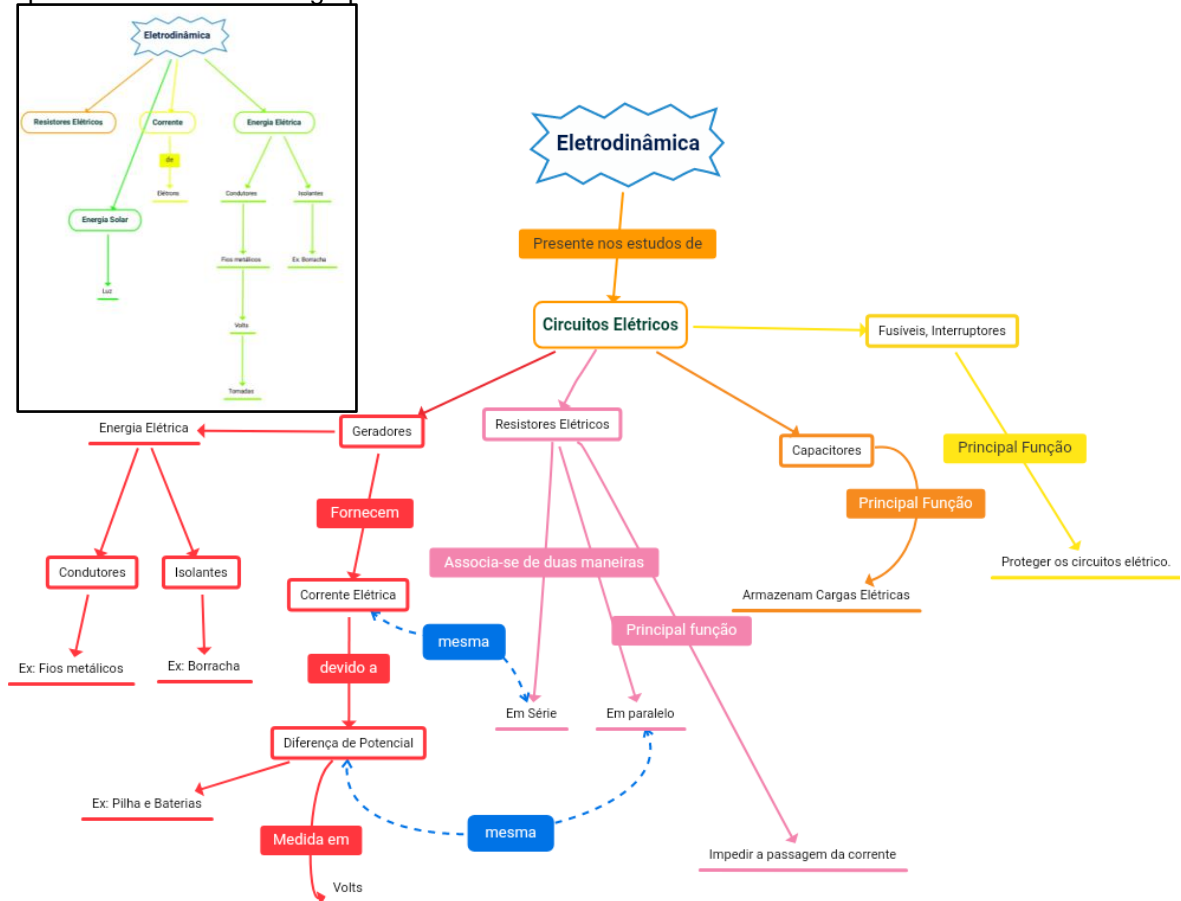 Eletrodinâmica
Resistores Elétricos
Corrente
Energia Elétrica
de
Elétrons
Condutores
Isolantes
Energia Solar
Fios metálicos
Ex: Borracha
Luz
Volts
Tomadas
Eletrodinâmica
Presente nos estudos de
Circuitos Elétricos
Fusíveis, Interruptores
Energia Elétrica
Geradores
Resistores Elétricos
Capacitores
Principal Função
Fornecem
Principal Função
Associa-se de duas maneiras
Proteger os circuitos elétrico.
Condutores
Isolantes
Corrente Elétrica
Armazenam Cargas Elétricas
mesma
Principal função
Ex: Fios metálicos
Ex: Borracha
devido a
Em Série
Em paralelo
Diferença de Potencial
Ex: Pilha e Baterias
mesma
Medida em
Impedir a passagem da corrente
Volts